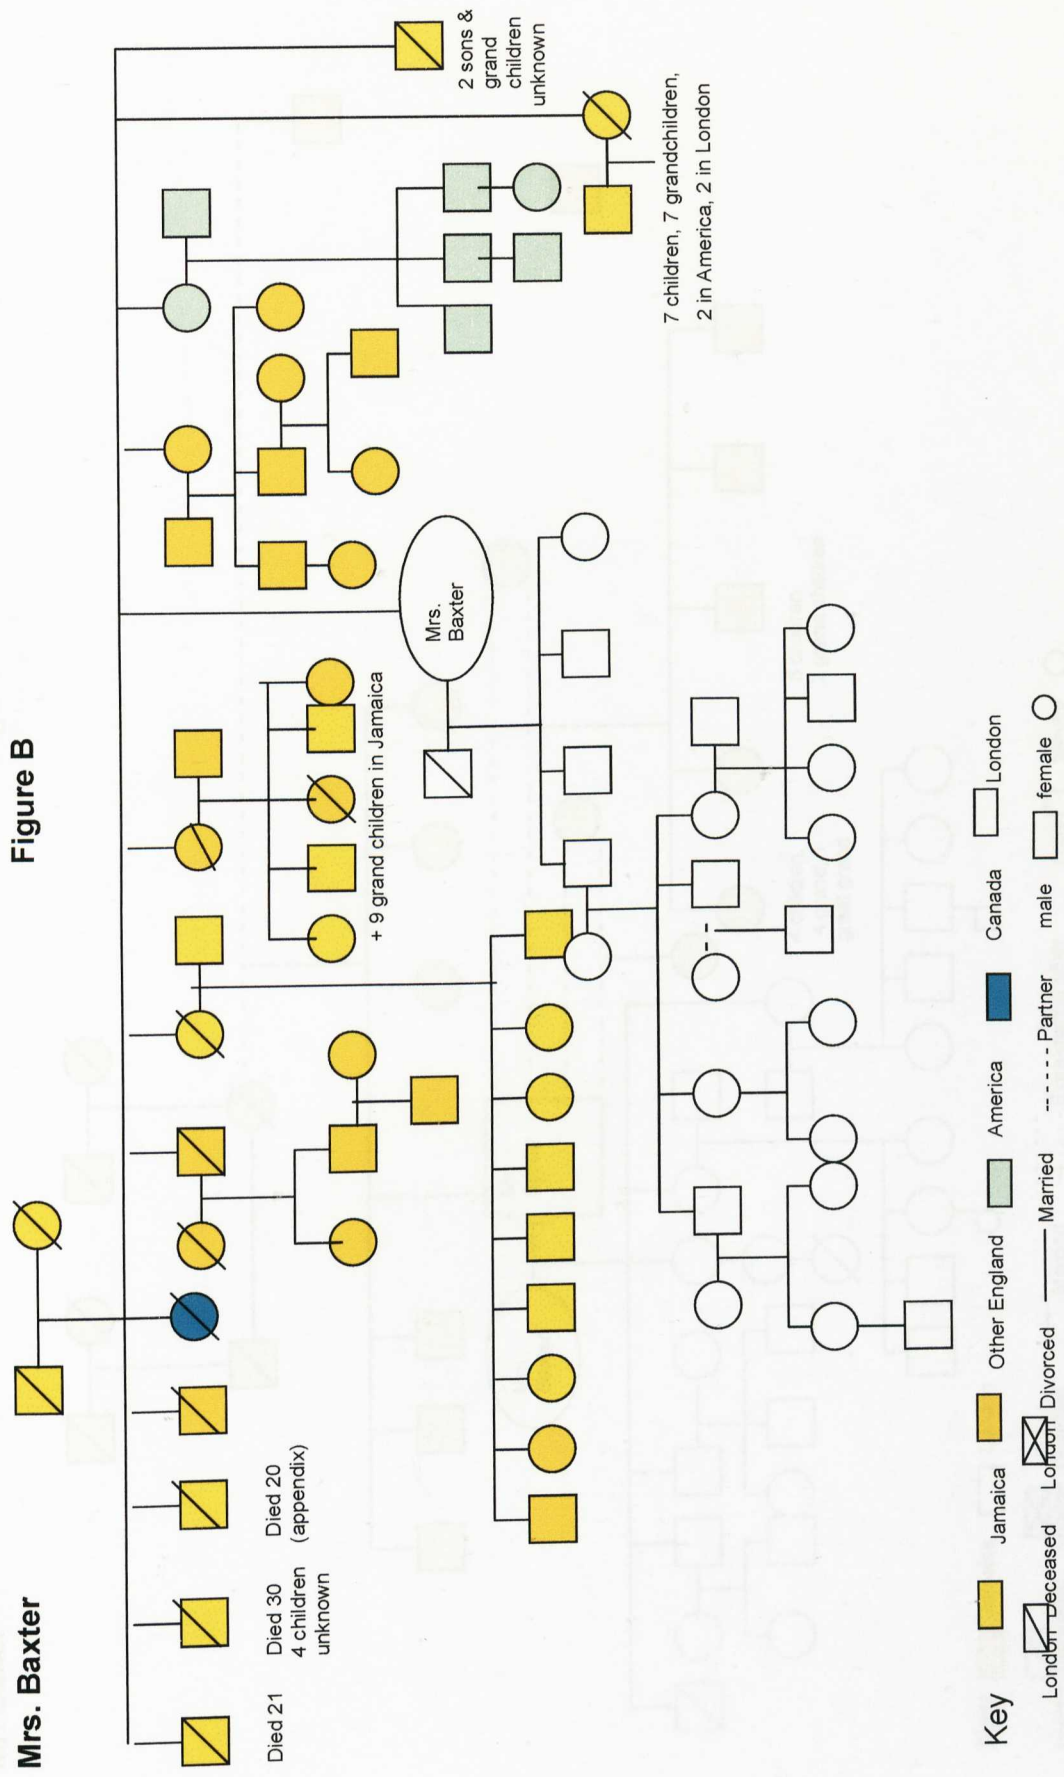 Mrs. Baxter
Figure B
Died 21
Died 30
4 children
unknown
Died 20
(appendix)
+ 9 grand children in Jamaica
Mrs.
Baxter
2 sons &
grand
children
unknown
7 children, 7 grandchildren,
2 in America, 2 in London
Key
Jamaica
Other England
America
Canada
London
London Deceased
London Divorced
Married
Partner
male
female